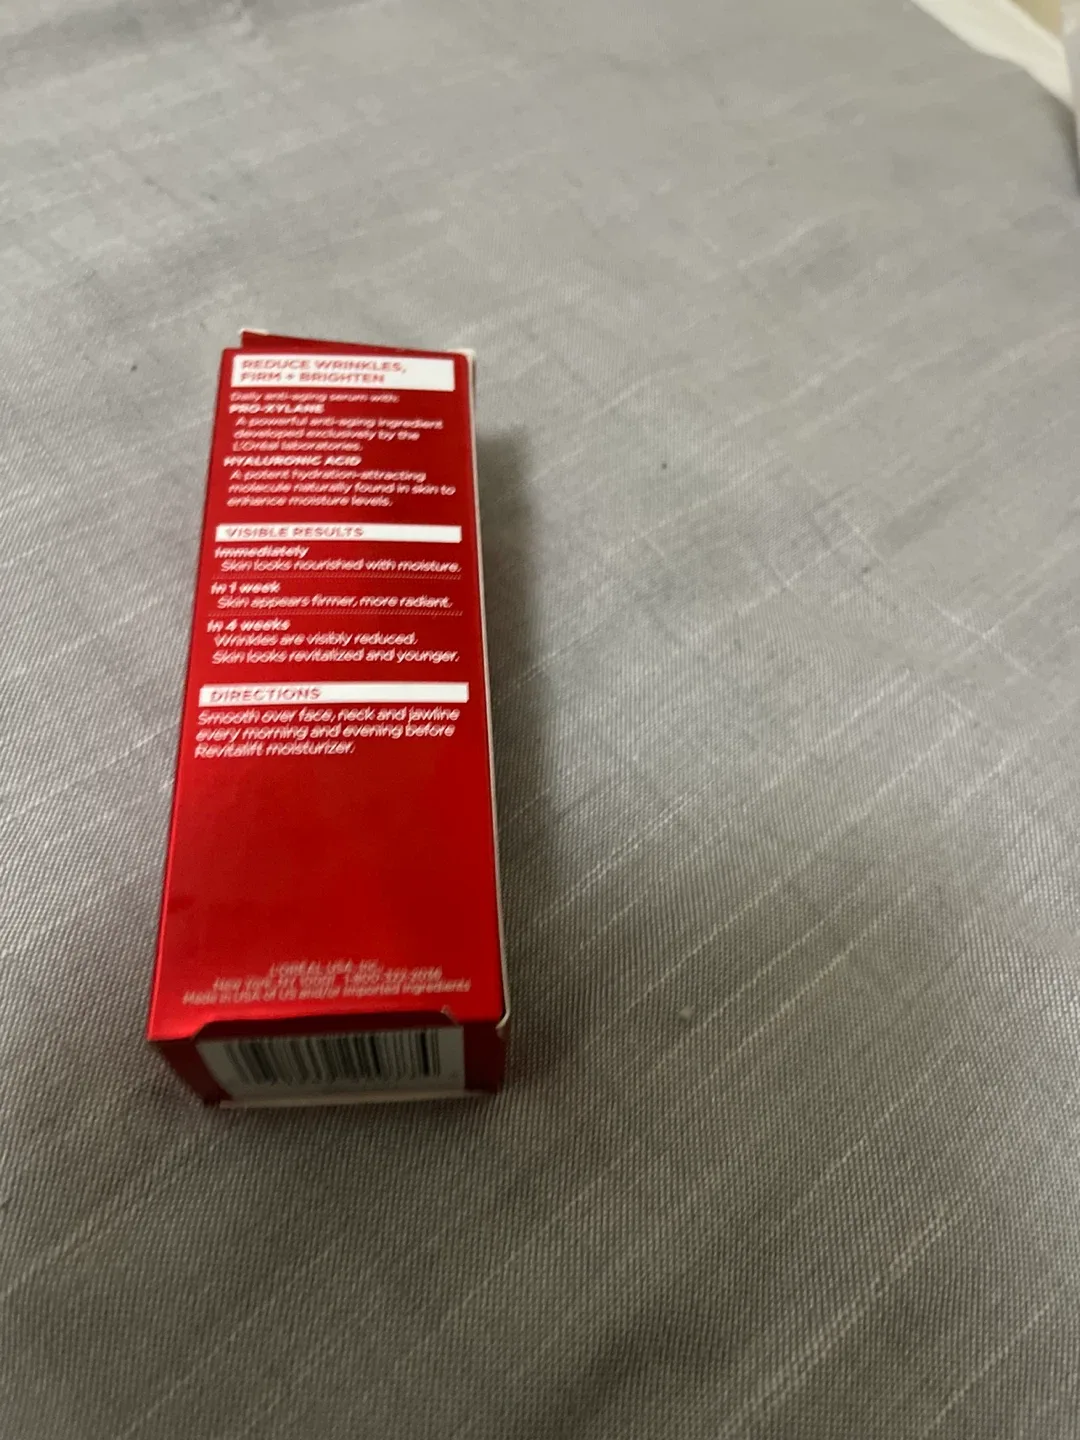 REDUCE WRINKLES,
FIRM + BRIGHTEN
Daily anti-aging serum with:
PRO-XYLANE
A powerful anti-aging ingredient
developed exclusively by the
L'Oréal laboratories.
HYALURONIC ACID
A potent hydration-attracting
molecule naturally found in skin to
enhance moisture levels.
VISIBLE RESULTS
Immediately
Skin looks nourished with moisture.
In 1 week
Skin appears firmer, more radiant.
In 4 weeks
Wrinkles are visibly reduced.
Skin looks revitalized and younger.
DIRECTIONS
Smooth over face, neck and jawline
every morning and evening before
Revitalift moisturizer.
L'ORÉAL USA, INC.
New York, NY 10001
Made in USA of US and/or imported ingredients